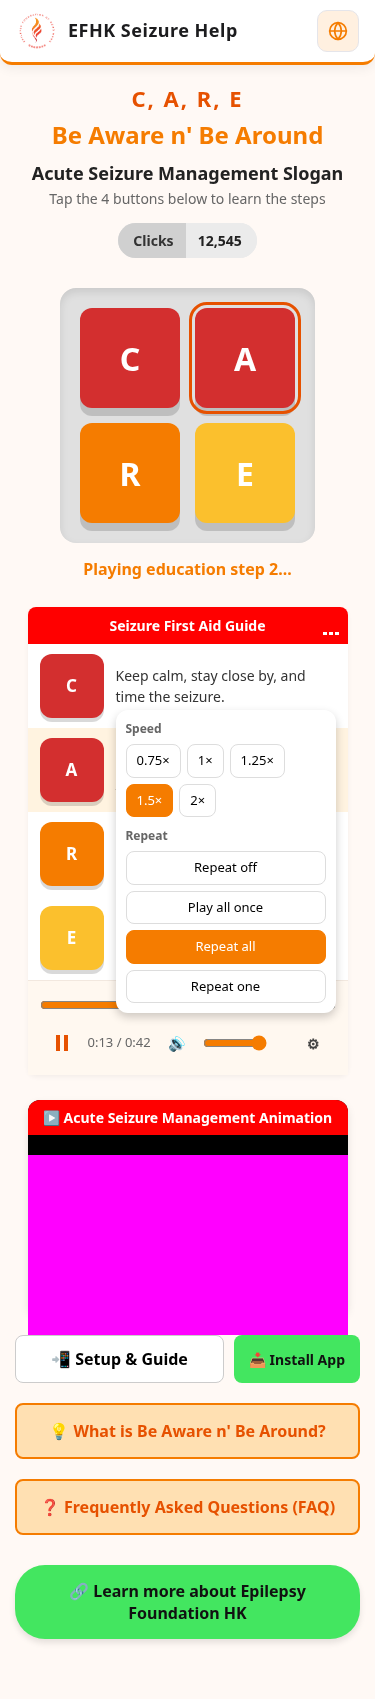 EFHK Seizure Help
C, A, R, E
Be Aware n' Be Around
Acute Seizure Management Slogan
Tap the 4 buttons below to learn the steps
Clicks 12,545
C A
R E
Playing education step 2...
Seizure First Aid Guide ...
C
Keep calm, stay close by, and
time the seizure.
A
R
E
Speed
0.75× 1× 1.25×
1.5× 2×
Repeat
Repeat off
Play all once
Repeat all
Repeat one
0:13 / 0:42
▶️ Acute Seizure Management Animation
📲 Setup & Guide
📥 Install App
💡 What is Be Aware n' Be Around?
❓ Frequently Asked Questions (FAQ)
🔗 Learn more about Epilepsy
Foundation HK